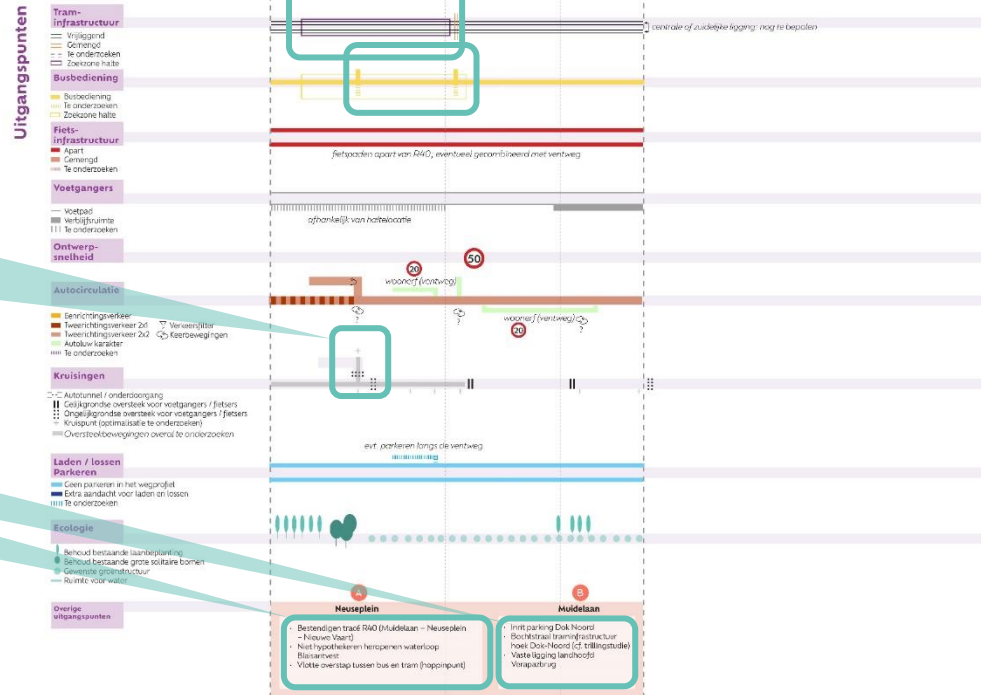 Uitgangspunten
Tram-
infrastructuur
Vrijliggend
Gemengd
Te onderzoeken
Zoekzone halte
centrale of zuidelijke ligging: nog te bepalen
Busbediening
Busbediening
Te onderzoeken
Zoekzone halte
Fiets-
infrastructuur
Apart
Gemengd
Te onderzoeken
fietspaden apart van R40, eventueel gecombineerd met ventweg
Voetgangers
Voetpad
Verblijfsruimte
Te onderzoeken
afhankelijk van haltelocatie
Ontwerp-
snelheid
50
20
woonerf (ventweg)
Autocirculatie
Eenrichtingsverkeer
Tweerichtingsverkeer 2x1
Verkeersfilter
Tweerichtingsverkeer 2x2
Keerbewegingen
Autoluw karakter
Te onderzoeken
?
?
woonerf (ventweg)
?
20
Kruisingen
Autotunnel / onderdoorgang
Gelijkgrondse oversteek voor voetgangers / fietsers
Ongelijkgrondse oversteek voor voetgangers / fietsers
Kruispunt (optimalisatie te onderzoeken)
Oversteekbewegingen overal te onderzoeken
evt. parkeren langs de ventweg
Laden / lossen
Parkeren
Geen parkeren in het wegprofiel
Extra aandacht voor laden en lossen
Te onderzoeken
Ecologie
Behoud bestaande laanbeplanting
Behoud bestaande grote solitaire bomen
Gewenste groenstructuur
Ruimte voor water
A
B
Overige
uitgangspunten
Neuseplein
Muidelaan
· Bestendigen tracé R40 (Muidelaan – Neuseplein
– Nieuwe Vaart)
· Niet hypothekeren heropenen waterloop
Blaisantvest
· Vlotte overstap tussen bus en tram (hoppinpunt)
· Inrit parking Dok Noord
· Bochtstraal traminfrastructuur
hoek Dok-Noord (cf. trillingstudie)
· Vaste ligging landhoofd
Verapazbrug